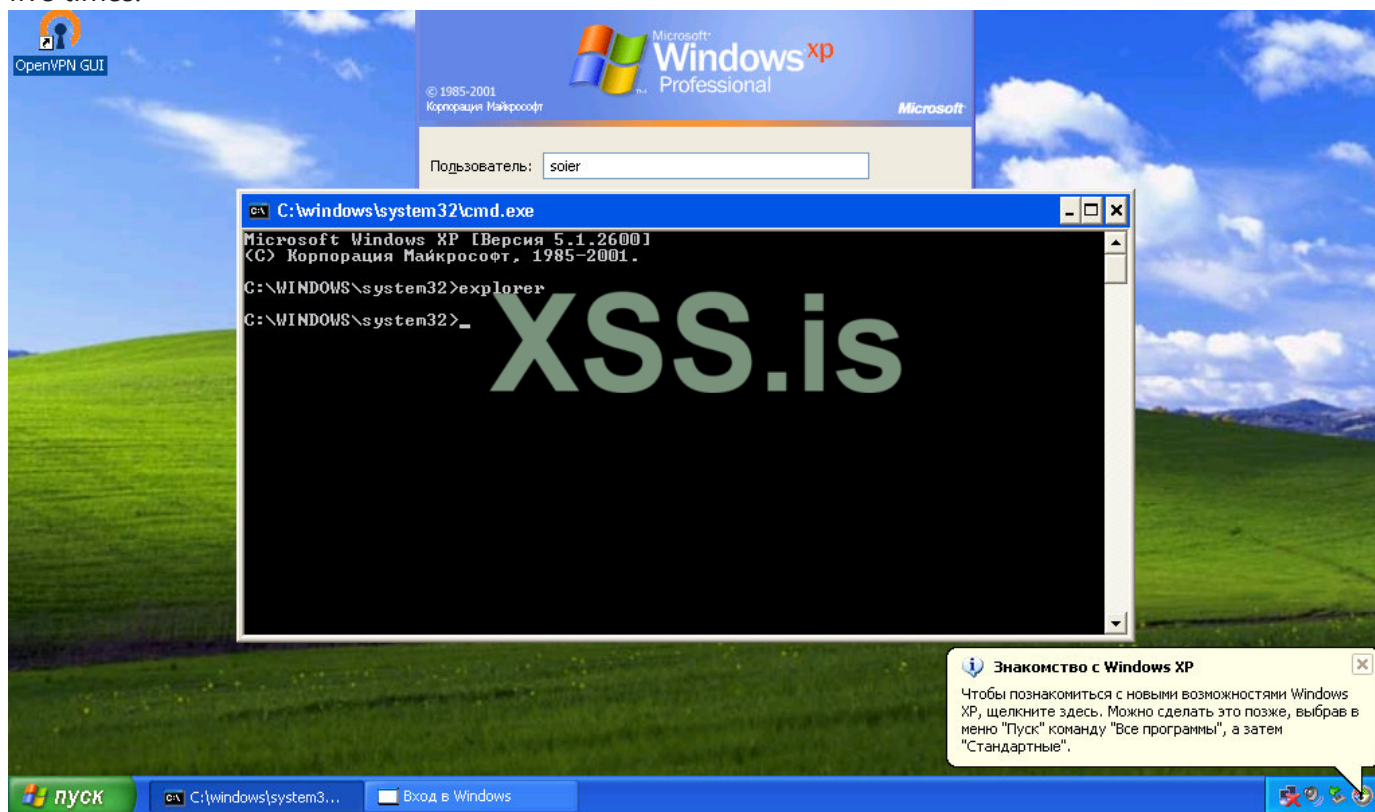 five times.
OpenVPN GUI
Microsoft
Windows xp
Professional
© 1985-2001
Корпорация Майкрософт
Microsoft
Пользователь: soier
C:\windows\system32\cmd.exe
Microsoft Windows XP [Версия 5.1.2600]
(С) Корпорация Майкрософт, 1985-2001.
C:\WINDOWS\system32>explorer
C:\WINDOWS\system32>_
XSS.is
Знакомство с Windows XP
Чтобы познакомиться с новыми возможностями Windows
XP, щелкните здесь. Можно сделать это позже, выбрав в
меню "Пуск" команду "Все программы", а затем
"Стандартные".
пуск
C:\windows\system3...
Вход в Windows